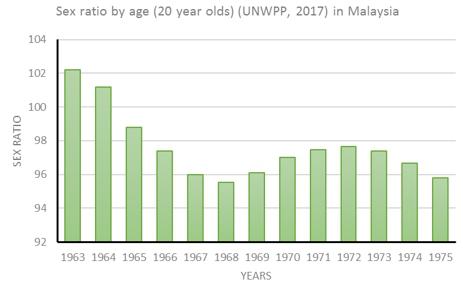 Sex ratio by age (20 year olds) (UNWPP, 2017) in Malaysia
104
102
100
98
96
94
92
SEX RATIO
1963 1964 1965 1966 1967 1968 1969 1970 1971 1972 1973 1974 1975
YEARS